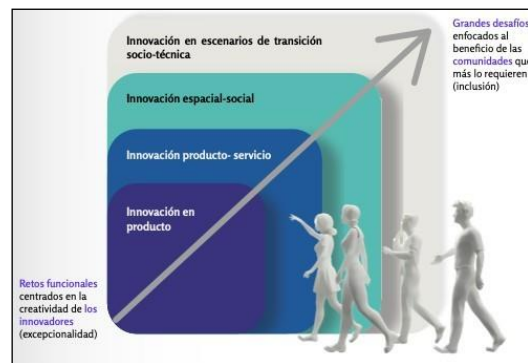 Innovación en escenarios de transición
socio-técnica
Grandes desafíos
enfocados al
beneficio de las
comunidades que
más lo requieren
(inclusión)
Innovación espacial-social
Innovación producto- servicio
Innovación en
producto
Retos funcionales
centrados en la
creatividad de los
innovadores
(excepcionalidad)